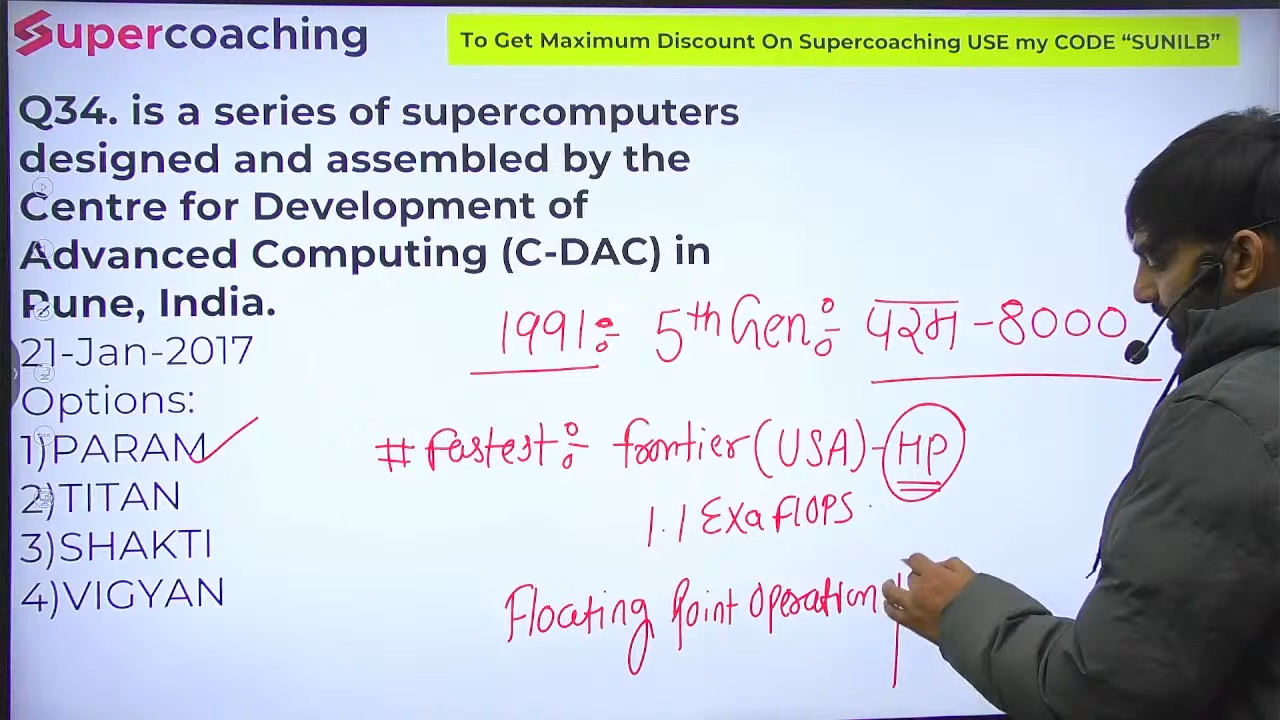 Supercoaching
To Get Maximum Discount On Supercoaching USE my CODE “SUNILB”
Q34. is a series of supercomputers
designed and assembled by the
Centre for Development of
Advanced Computing (C-DAC) in
Pune, India.
21-Jan-2017
Options:
1)PARAM
2)TITAN
3)SHAKTI
4)VIGYAN
1991:- 5th Gen:- परम - 8000
# Fastest:- frontier (USA) - HP
1.1 Exa FlOPS
Floating Point Operation